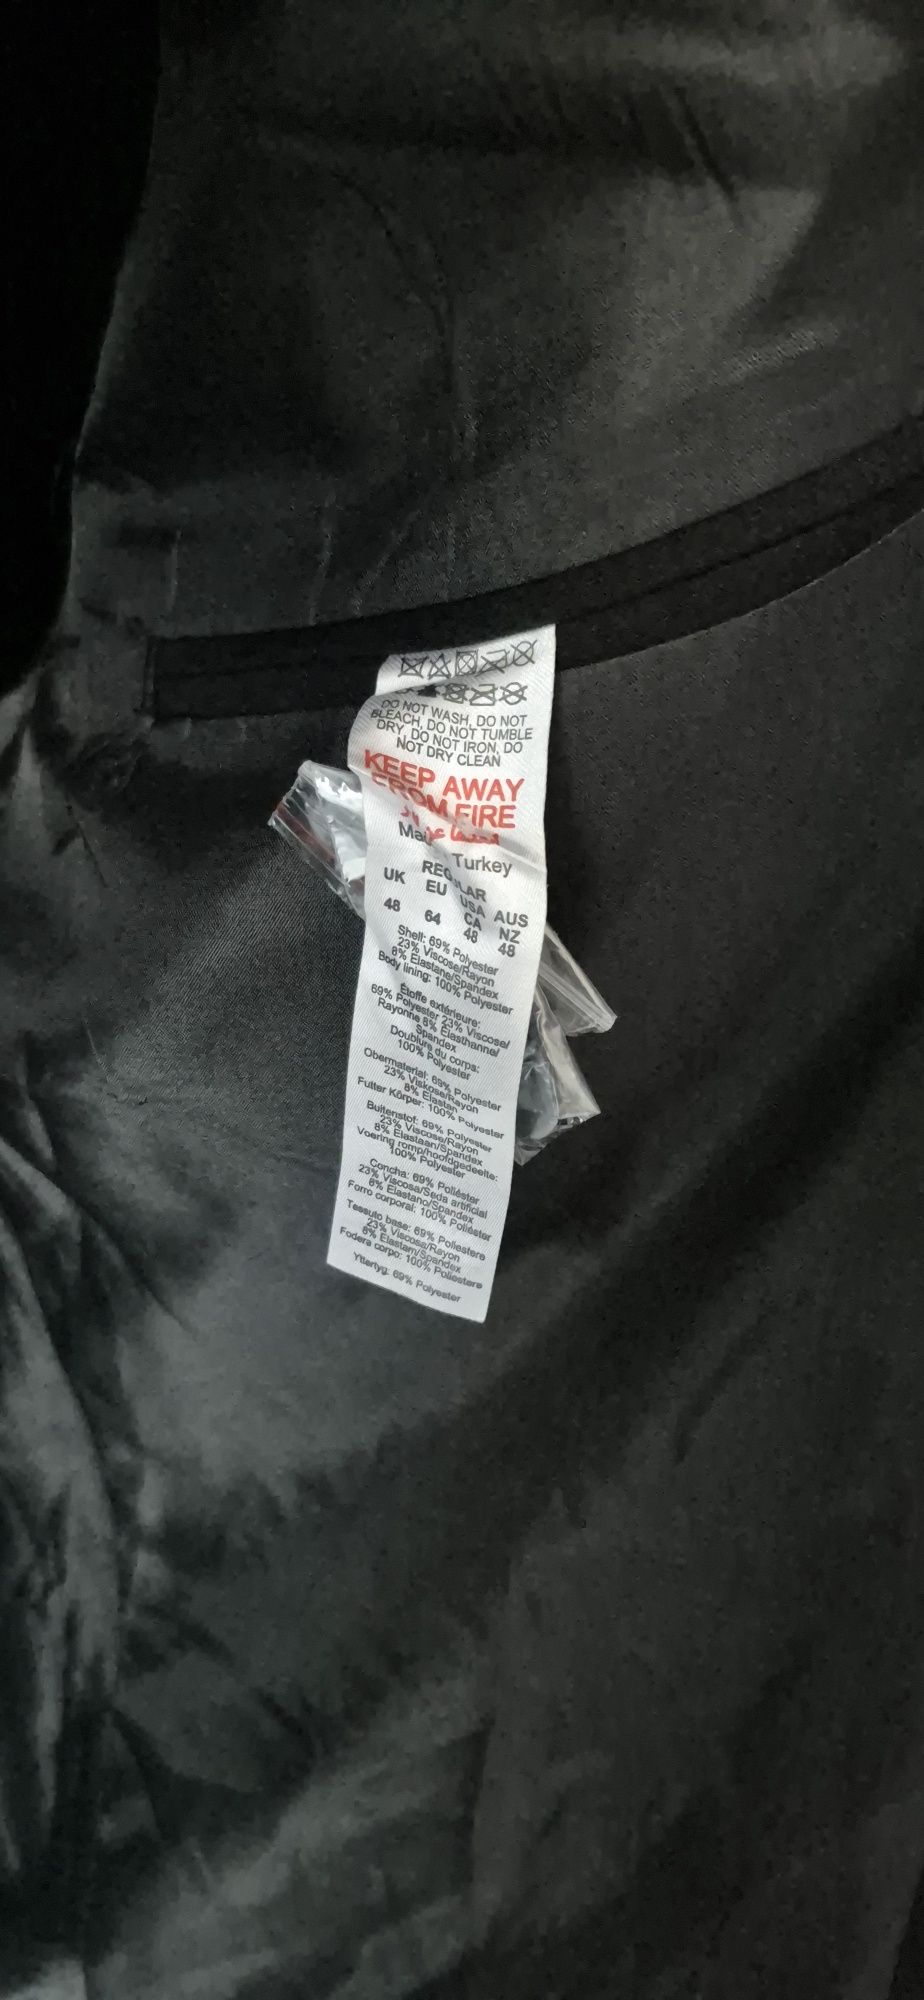 DO NOT WASH, DO NOT
BLEACH, DO NOT TUMBLE
DRY, DO NOT IRON, DO
NOT DRY CLEAN
KEEP AWAY
FROM FIRE
Turkey
REGULAR
UK EU USA CA AUS NZ
48 64 48 48
Shell: 69% Polyester
23% Viscose/Rayon
8% Elastane/Spandex
Body lining: 100% Polyester
Étoffe extérieure:
69% Polyester 23% Viscose/
Rayonne 8% Elasthanne/
Spandex
Doublure du corps:
100% Polyester
Obermaterial: 69% Polyester
23% Viskose/Rayon
8% Elastan
Futter Körper: 100% Polyester
Buitenstof: 69% Polyester
23% Viscose/Rayon
8% Elastaan/Spandex
Voering romp/hoofdgedeelte:
100% Polyester
Concha: 69% Poliéster
23% Viscosa/Seda artificial
8% Elastano/Spandex
Forro corporal: 100% Poliéster
Tessuto base: 69% Poliestere
23% Viscosa/Rayon
8% Elastam/Spandex
Fodera corpo: 100% Poliestere
Yttertyg: 69% Polyester